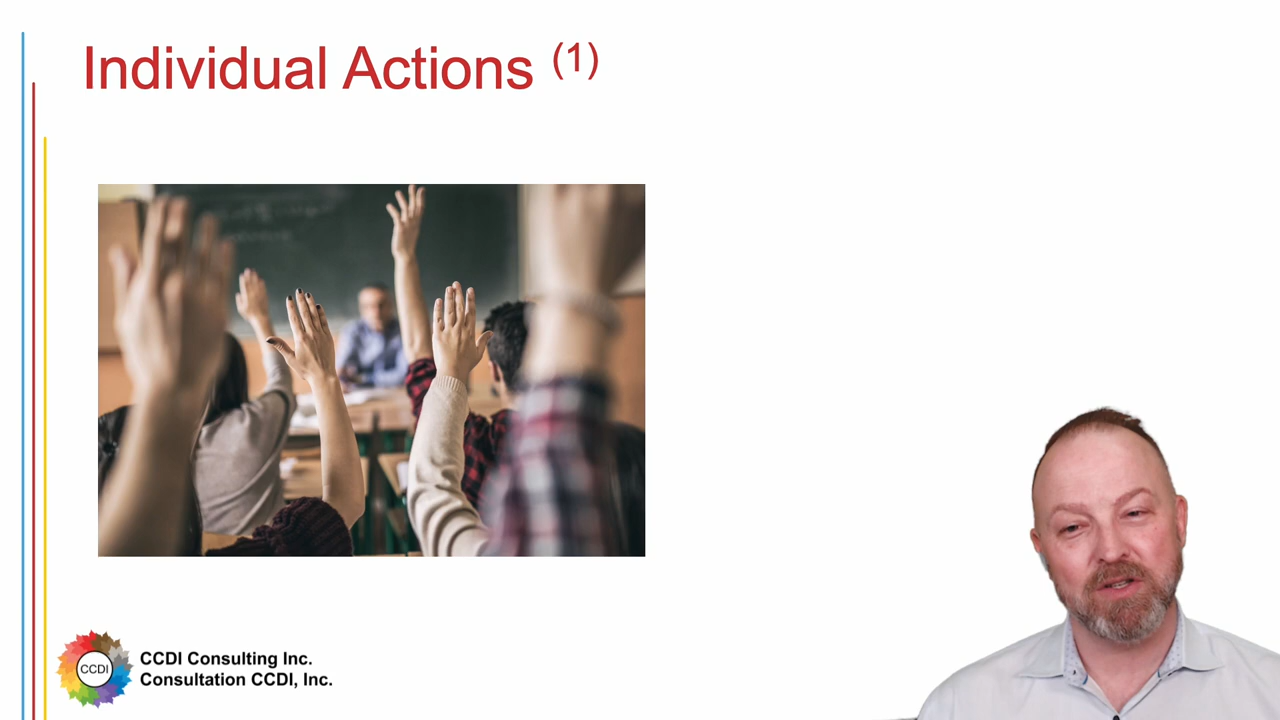 Individual Actions (1)
CCDI
CCDI Consulting Inc.
Consultation CCDI, Inc.